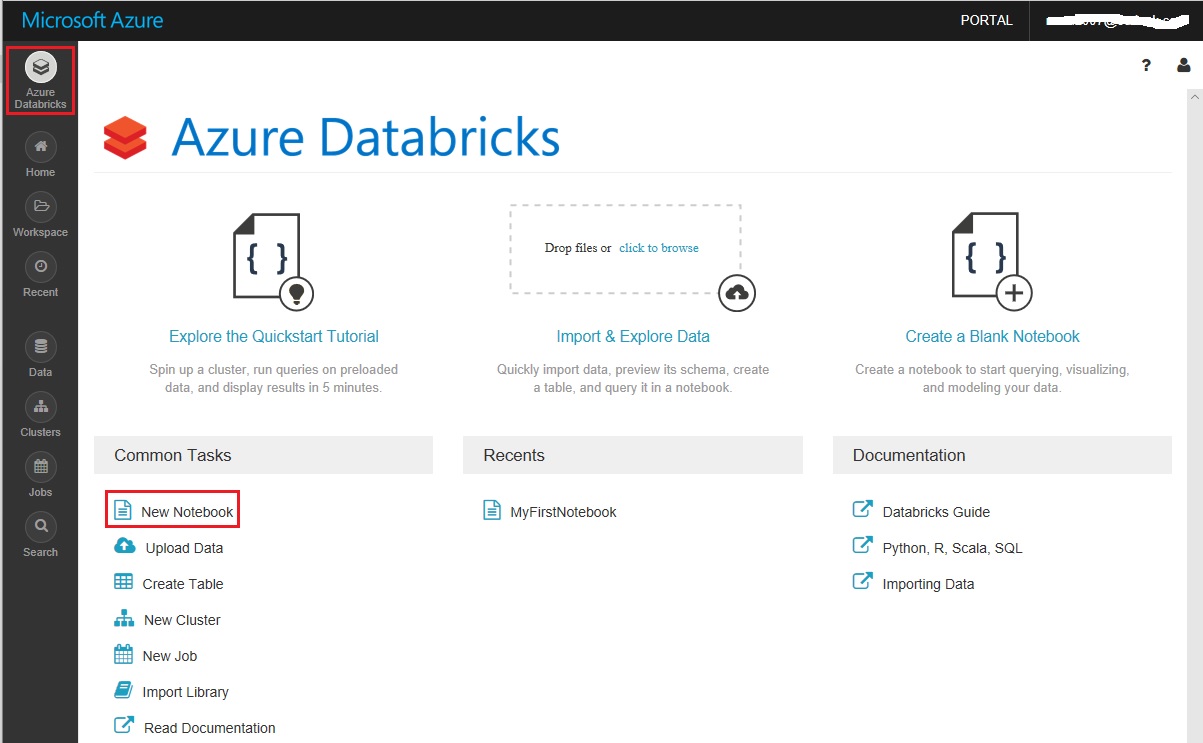 Microsoft Azure
PORTAL
Azure
Databricks
Home
Workspace
Recent
Data
Clusters
Jobs
Search
?
Azure Databricks
{ }
Explore the Quickstart Tutorial
Spin up a cluster, run queries on preloaded
data, and display results in 5 minutes.
Drop files or click to browse
Import & Explore Data
Quickly import data, preview its schema, create
a table, and query it in a notebook.
{ }
Create a Blank Notebook
Create a notebook to start querying, visualizing,
and modeling your data.
Common Tasks
New Notebook
Upload Data
Create Table
New Cluster
New Job
Import Library
Read Documentation
Recents
MyFirstNotebook
Documentation
Databricks Guide
Python, R, Scala, SQL
Importing Data